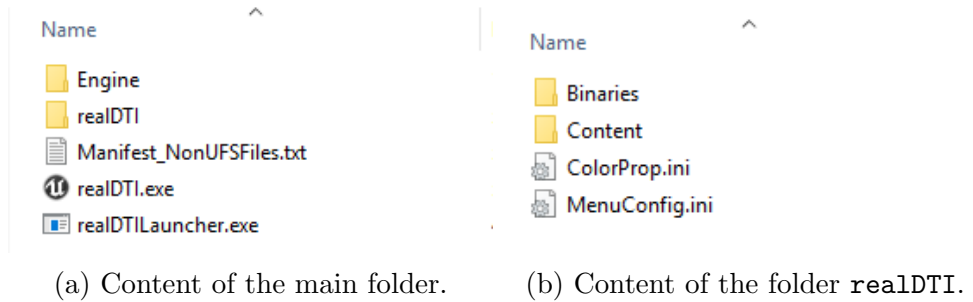 Name
Engine
realDTI
Manifest_NonUFSFiles.txt
realDTI.exe
realDTILauncher.exe
(a) Content of the main folder.
Name
Binaries
Content
ColorProp.ini
MenuConfig.ini
(b) Content of the folder realDTI.